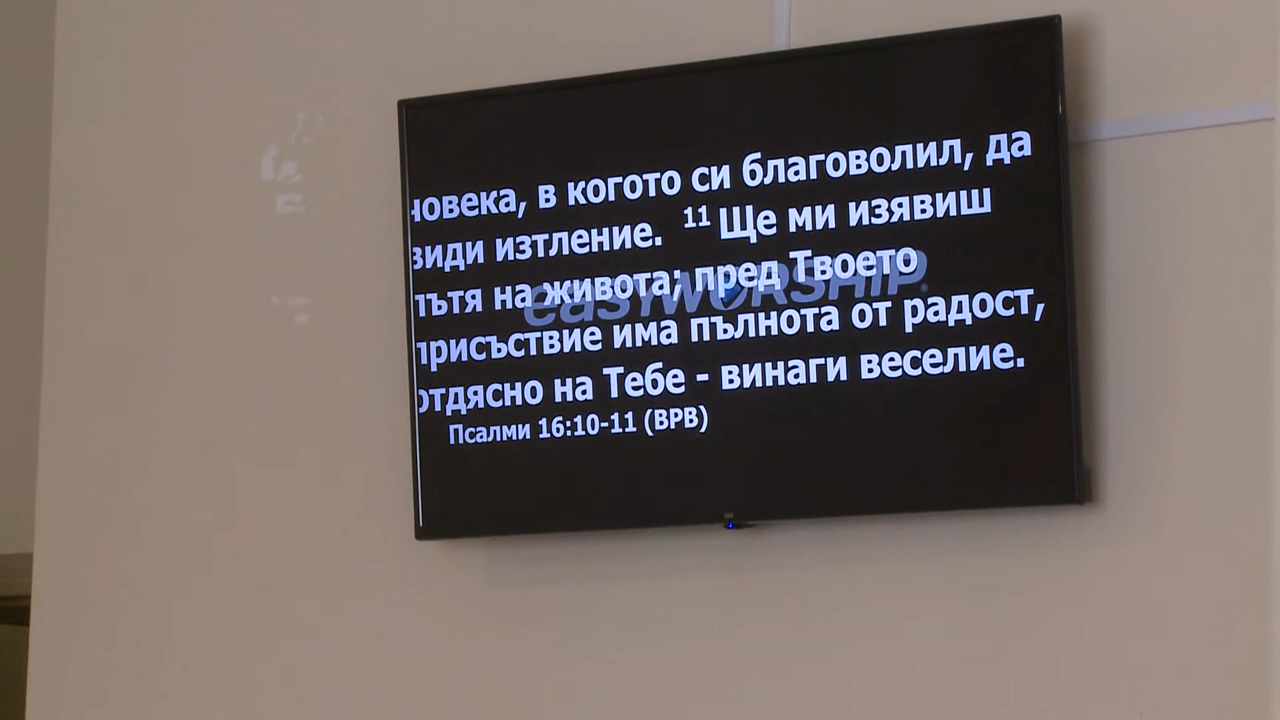 човека, в когото си благоволил, да
види изтление. 11 Ще ми изявиш
пътя на живота; пред Твоето
easyWORSHIP
присъствие има пълнота от радост,
отдясно на Тебе - винаги веселие.
Псалми 16:10-11 (ВРВ)